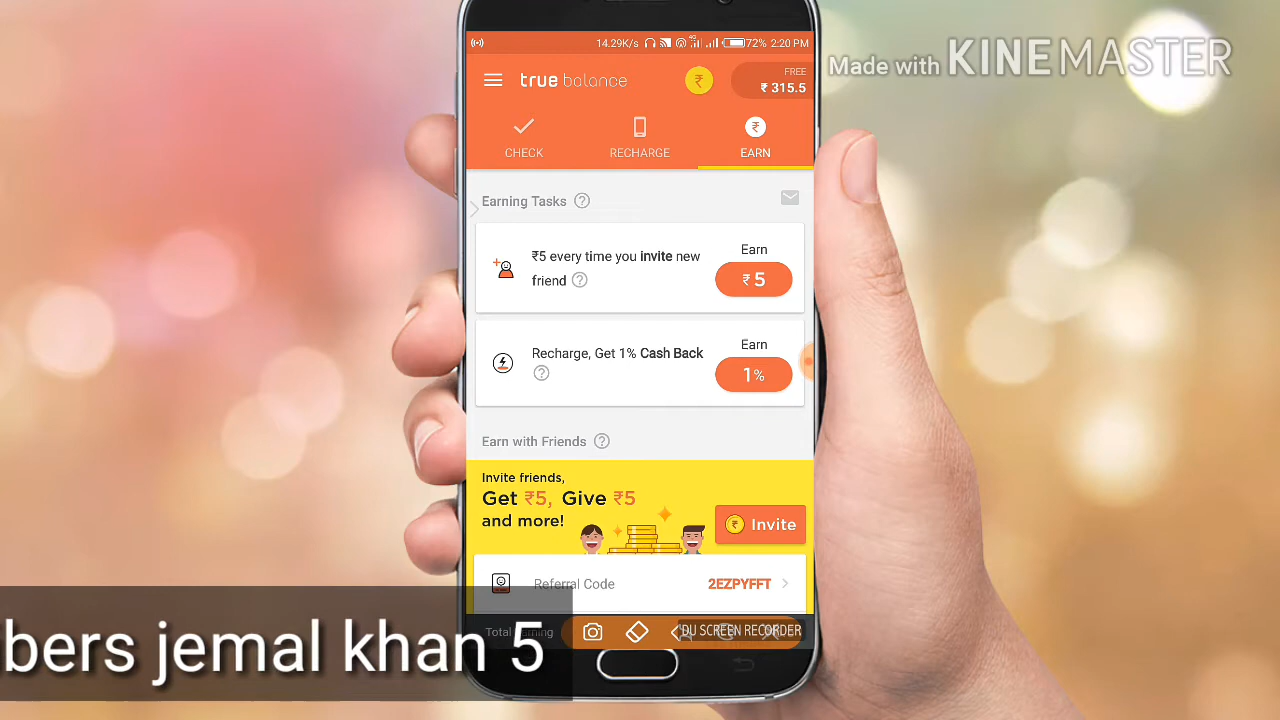 Made with KINEMASTER
14.29K/s 4G 72% 2:20 PM
true balance
₹
FREE
₹ 315.5
CHECK
RECHARGE
₹
EARN
Earning Tasks ?
₹5 every time you invite new
friend ?
Earn
₹ 5
Recharge, Get 1% Cash Back
?
Earn
1%
Earn with Friends ?
Invite friends,
Get ₹5, Give ₹5
and more!
₹ Invite
Referral Code 2EZPYFFT
DU SCREEN RECORDER
bers jemal khan 5